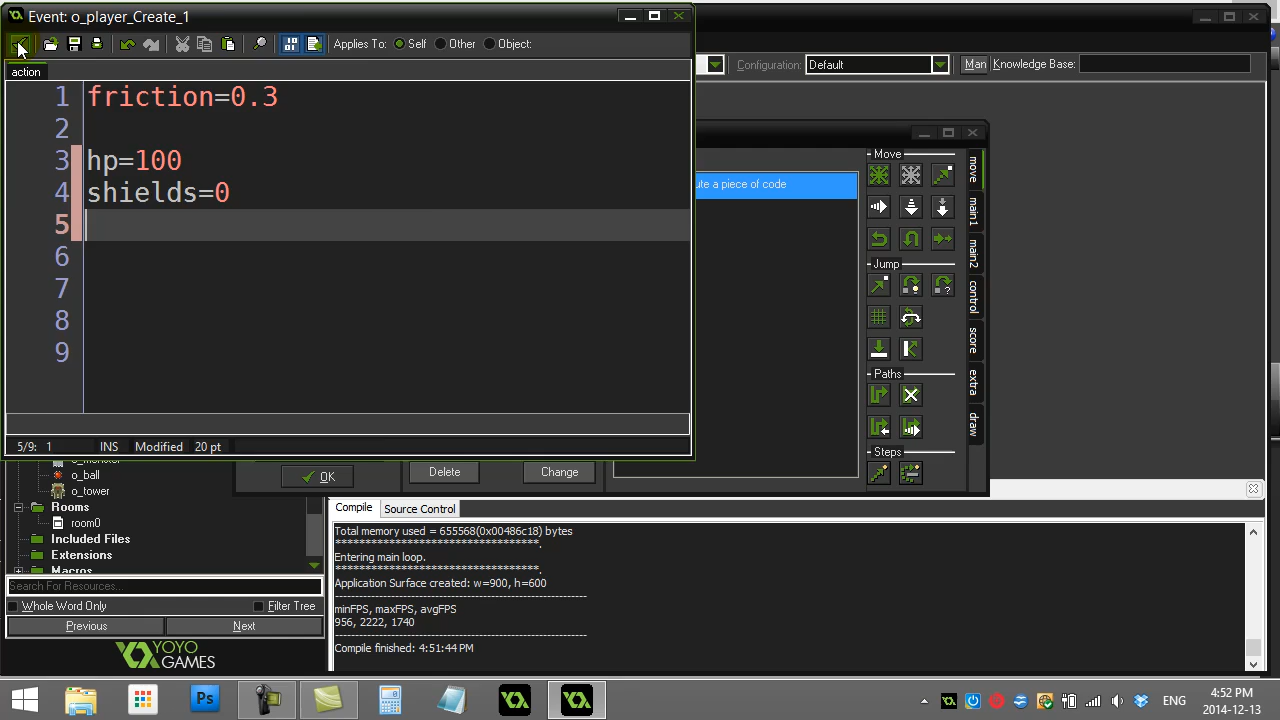 Event: o_player_Create_1
Applies To: Self Other Object:
Configuration: Default Man Knowledge Base:
action
1 friction=0.3
2
3 hp=100
4 shields=0
5
6
7
8
9
5/9: 1 INS Modified 20 pt
ute a piece of code
Move
Jump
Paths
Steps
move
main1
main2
control
score
extra
draw
OK
Delete
Change
o_ball
o_tower
Rooms
room0
Included Files
Extensions
Macros
Search For Resources...
Whole Word Only Filter Tree
Previous Next
YOYO
GAMES
Compile Source Control
Total memory used = 655568(0x00486c18) bytes
**********************************.
Entering main loop.
**********************************.
Application Surface created: w=900, h=600
---------------------------------------------------------------
minFPS, maxFPS, avgFPS
956, 2222, 1740
---------------------------------------------------------------
Compile finished: 4:51:44 PM
Ps
ENG
4:52 PM
2014-12-13